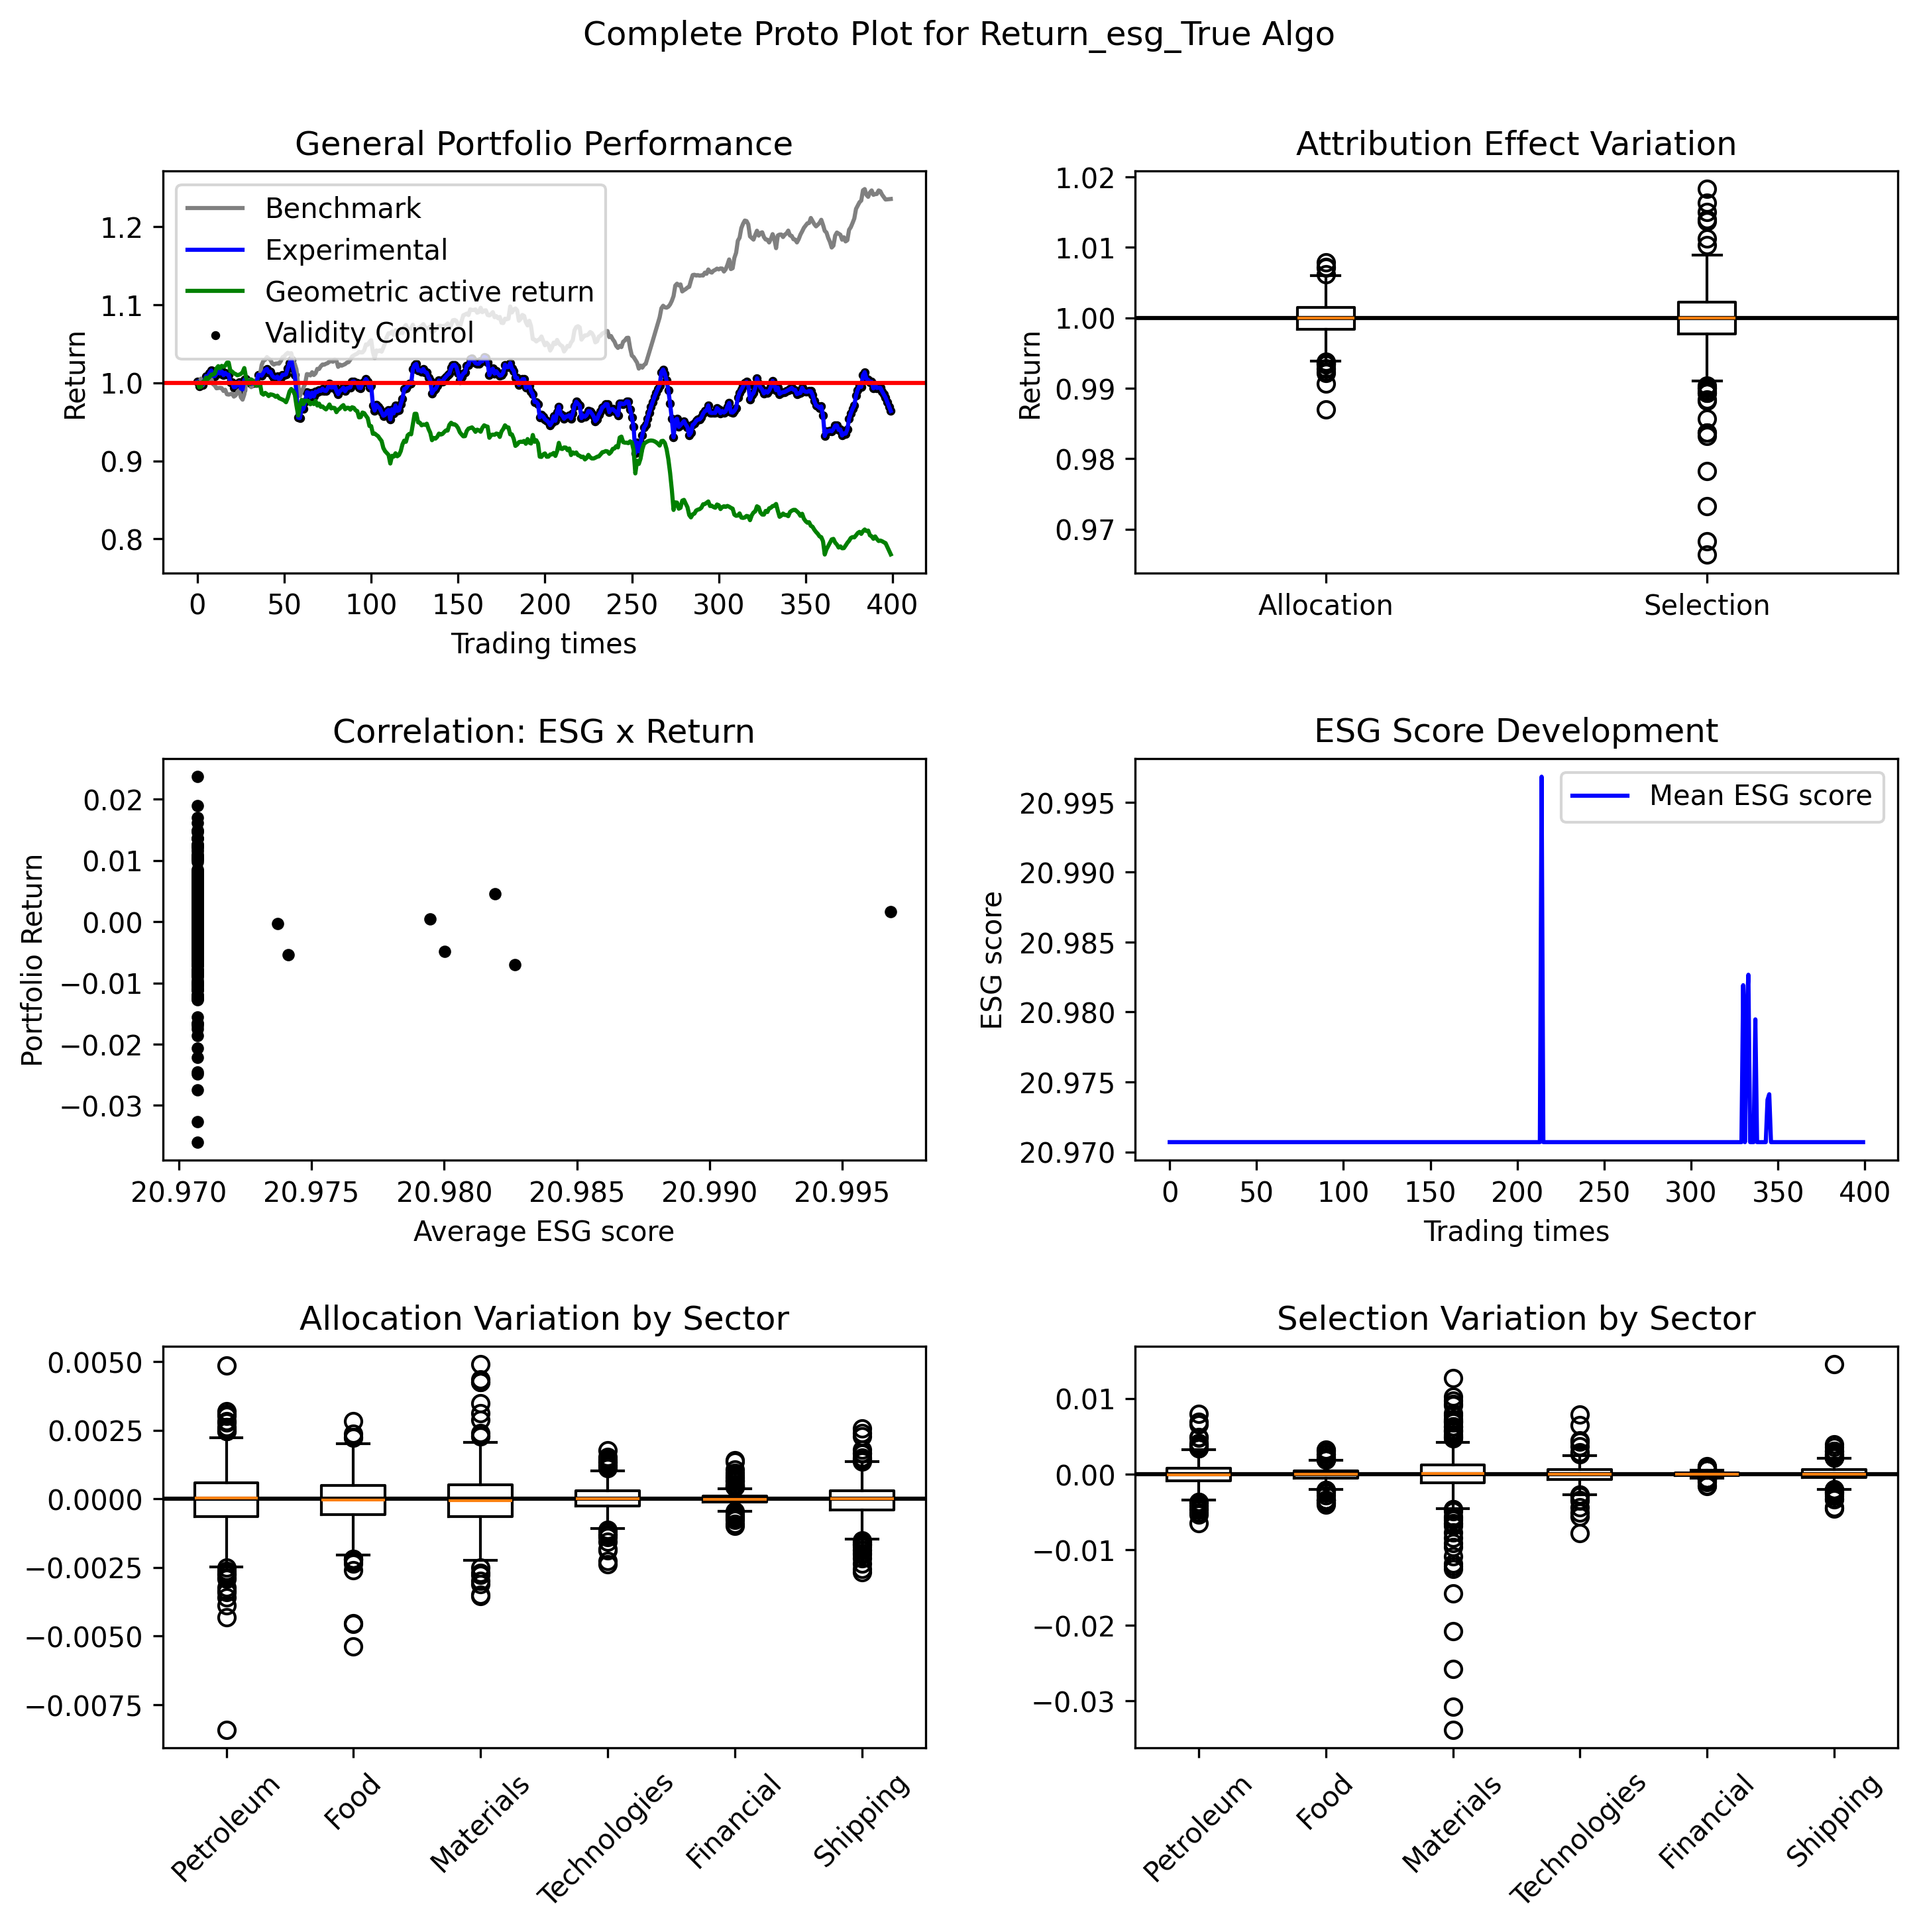 Complete Proto Plot for Return_esg_True Algo
General Portfolio Performance
Return
1.2
1.1
1.0
0.9
0.8
Benchmark
Experimental
Geometric active return
Validity Control
0 50 100 150 200 250 300 350 400
Trading times
Attribution Effect Variation
Return
1.02
1.01
1.00
0.99
0.98
0.97
Allocation Selection
Correlation: ESG x Return
Portfolio Return
0.02
0.01
0.00
−0.01
−0.02
−0.03
20.970 20.975 20.980 20.985 20.990 20.995
Average ESG score
ESG Score Development
ESG score
20.995
20.990
20.985
20.980
20.975
20.970
Mean ESG score
0 50 100 150 200 250 300 350 400
Trading times
Allocation Variation by Sector
0.0050
0.0025
0.0000
−0.0025
−0.0050
−0.0075
Petroleum Food Materials Technologies Financial Shipping
Selection Variation by Sector
0.01
0.00
−0.01
−0.02
−0.03
Petroleum Food Materials Technologies Financial Shipping